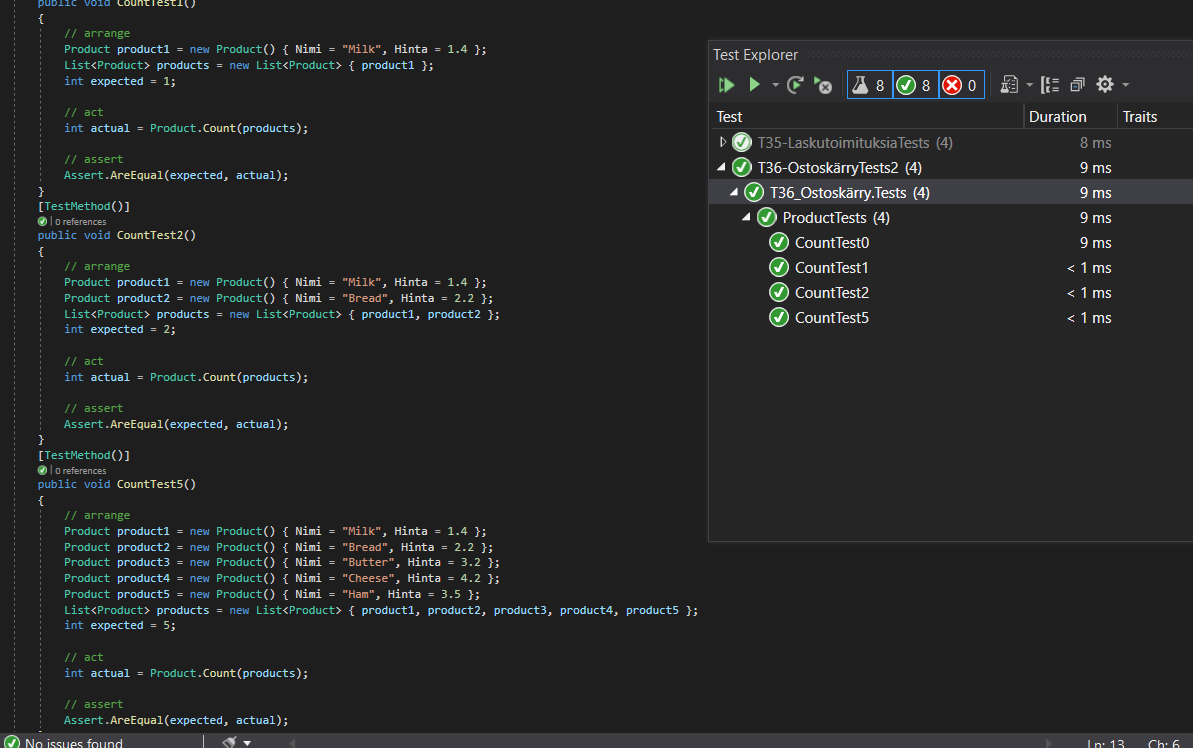 public void CountTest1()
{
// arrange
Product product1 = new Product() { Nimi = "Milk", Hinta = 1.4 };
List<Product> products = new List<Product> { product1 };
int expected = 1;
// act
int actual = Product.Count(products);
// assert
Assert.AreEqual(expected, actual);
}
[TestMethod()]
0 references
public void CountTest2()
{
// arrange
Product product1 = new Product() { Nimi = "Milk", Hinta = 1.4 };
Product product2 = new Product() { Nimi = "Bread", Hinta = 2.2 };
List<Product> products = new List<Product> { product1, product2 };
int expected = 2;
// act
int actual = Product.Count(products);
// assert
Assert.AreEqual(expected, actual);
}
[TestMethod()]
0 references
public void CountTest5()
{
// arrange
Product product1 = new Product() { Nimi = "Milk", Hinta = 1.4 };
Product product2 = new Product() { Nimi = "Bread", Hinta = 2.2 };
Product product3 = new Product() { Nimi = "Butter", Hinta = 3.2 };
Product product4 = new Product() { Nimi = "Cheese", Hinta = 4.2 };
Product product5 = new Product() { Nimi = "Ham", Hinta = 3.5 };
List<Product> products = new List<Product> { product1, product2, product3, product4, product5 };
int expected = 5;
// act
int actual = Product.Count(products);
// assert
Assert.AreEqual(expected, actual);
Test Explorer
8 8 0
Test Duration Traits
T35-LaskutoimituksiaTests (4) 8 ms
T36-OstoskärryTests2 (4) 9 ms
T36_Ostoskärry.Tests (4) 9 ms
ProductTests (4) 9 ms
CountTest0 9 ms
CountTest1 < 1 ms
CountTest2 < 1 ms
CountTest5 < 1 ms
No issues found Ln: 13 Ch: 6